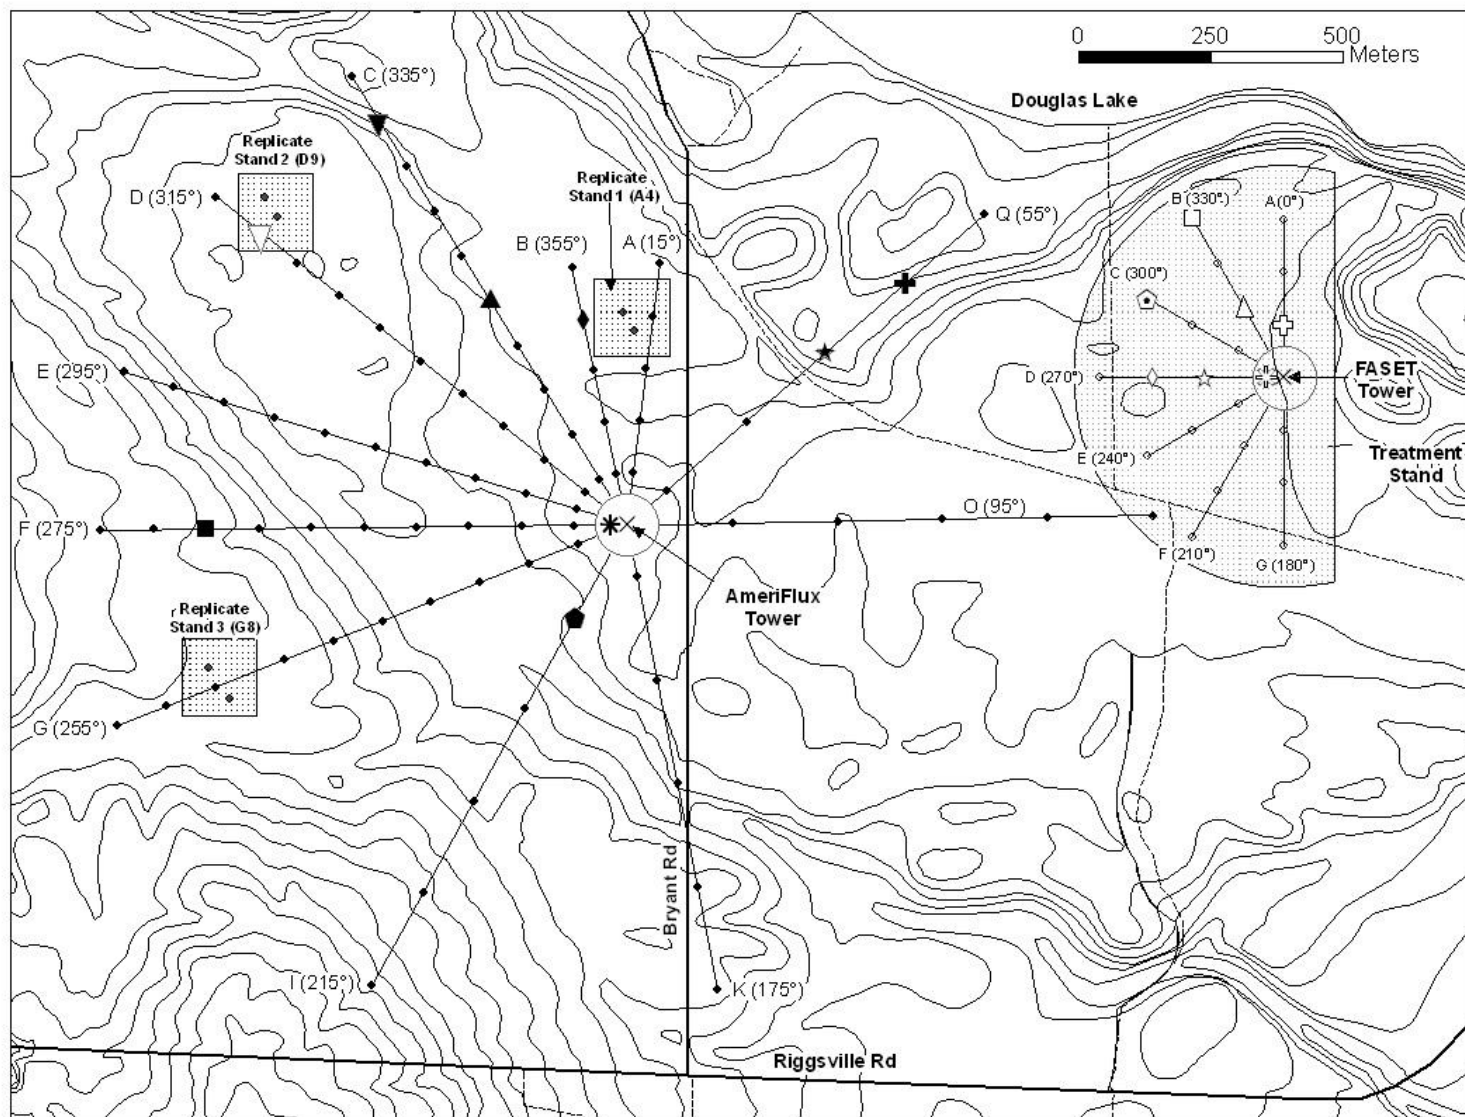 0 250 500
Meters
Douglas Lake
C (335°)
Replicate
Stand 2 (D9)
D (315°)
Replicate
Stand 1 (A4)
B (355°)
A (15°)
Q (55°)
B (330°)
A(0°)
C (300°)
E (295°)
D (270°)
FASET
Tower
E (240°)
Treatment
Stand
F (275°)
O (95°)
F (210°)
G (180°)
AmeriFlux
Tower
Replicate
Stand 3 (G8)
G (255°)
Bryant Rd
I (215°)
K (175°)
Riggsville Rd